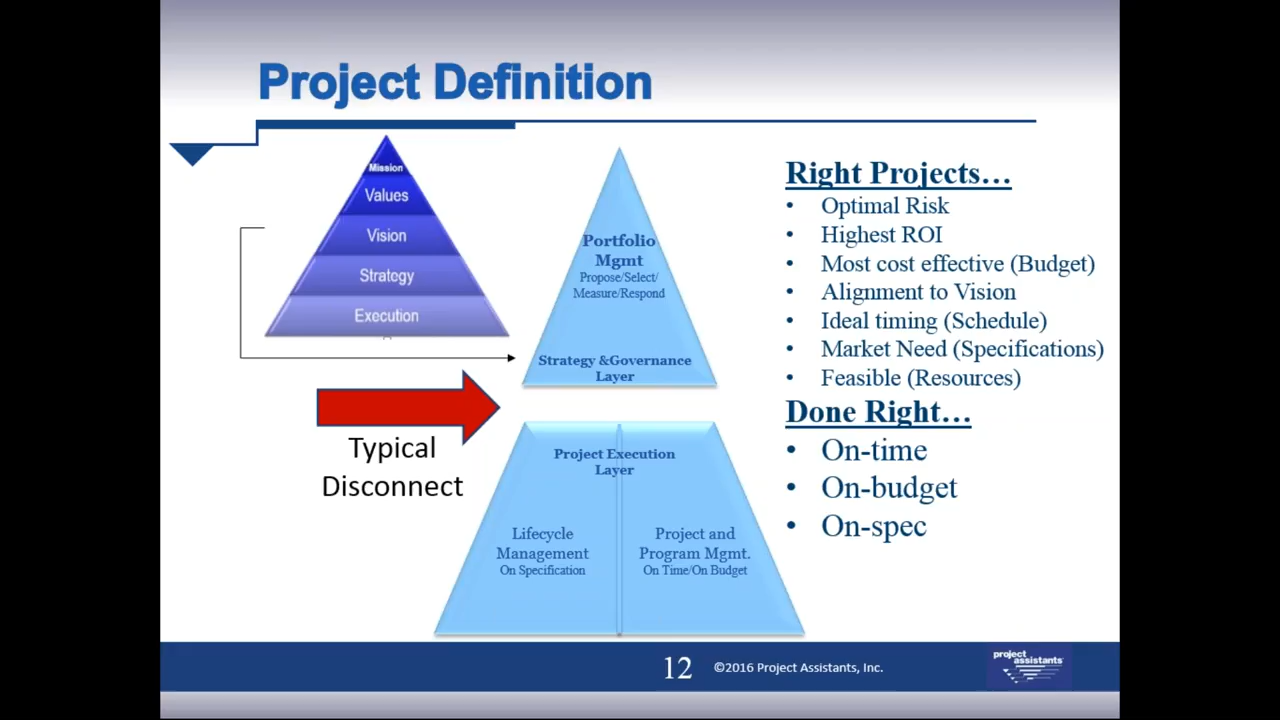 Project Definition
Mission
Values
Vision
Strategy
Execution
Typical
Disconnect
Portfolio
Mgmt
Propose/Select/
Measure/Respond
Strategy &Governance
Layer
Project Execution
Layer
Lifecycle
Management
On Specification
Project and
Program Mgmt.
On Time/On Budget
Right Projects…
• Optimal Risk
• Highest ROI
• Most cost effective (Budget)
• Alignment to Vision
• Ideal timing (Schedule)
• Market Need (Specifications)
• Feasible (Resources)
Done Right…
• On-time
• On-budget
• On-spec
12
©2016 Project Assistants, Inc.
project
assistants